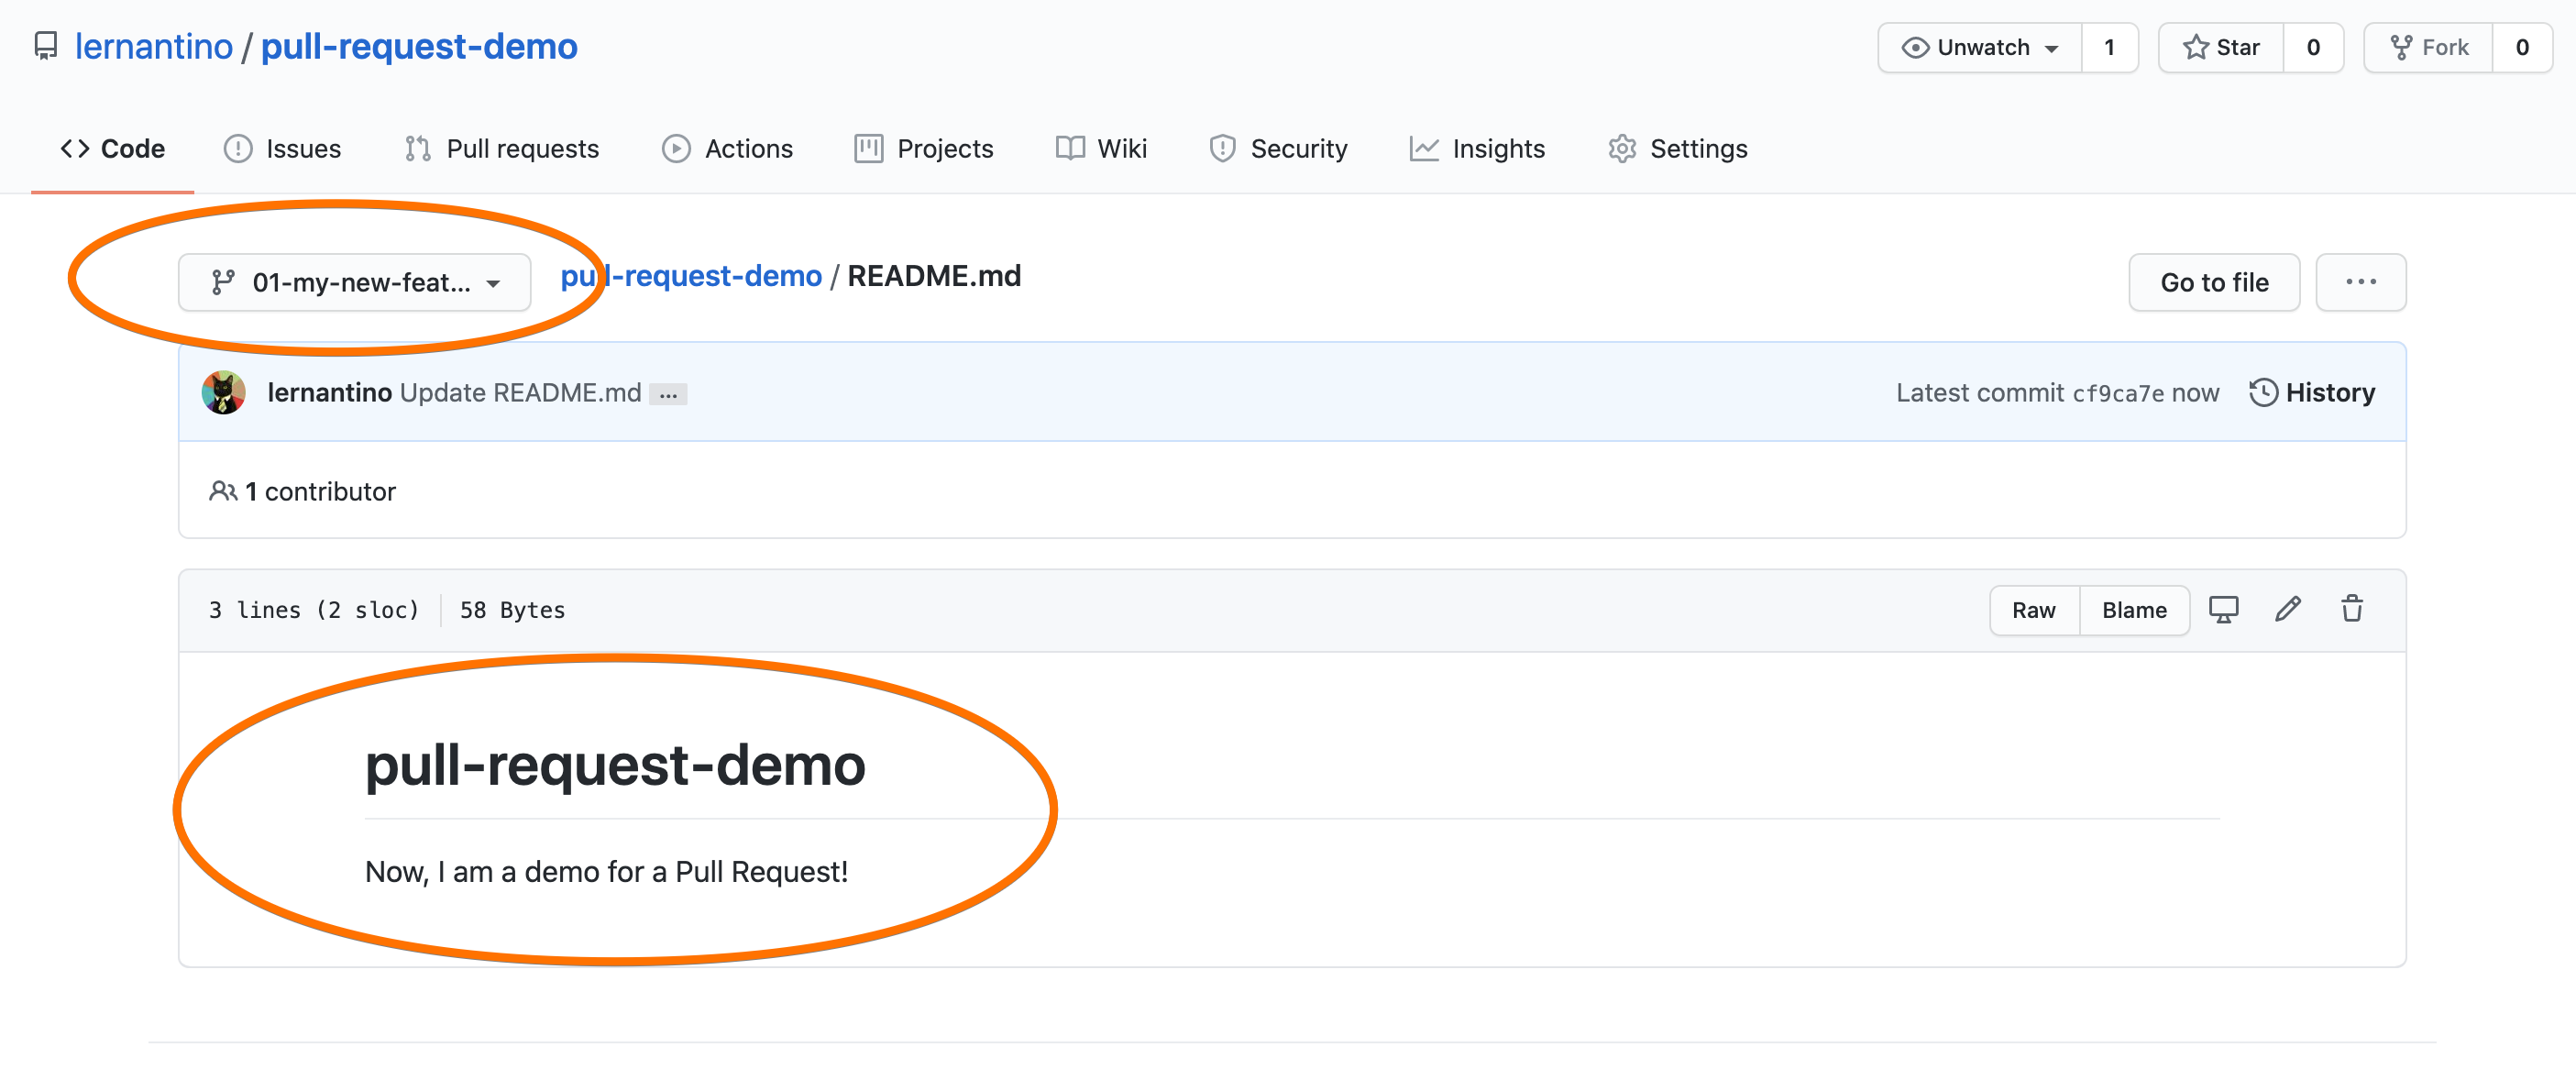 lernantino / pull-request-demo
Unwatch 1 Star 0 Fork 0
Code Issues Pull requests Actions Projects Wiki Security Insights Settings
01-my-new-feat... pull-request-demo / README.md Go to file ...
lernantino Update README.md ... Latest commit cf9ca7e now History
1 contributor
3 lines (2 sloc) 58 Bytes Raw Blame
pull-request-demo
Now, I am a demo for a Pull Request!